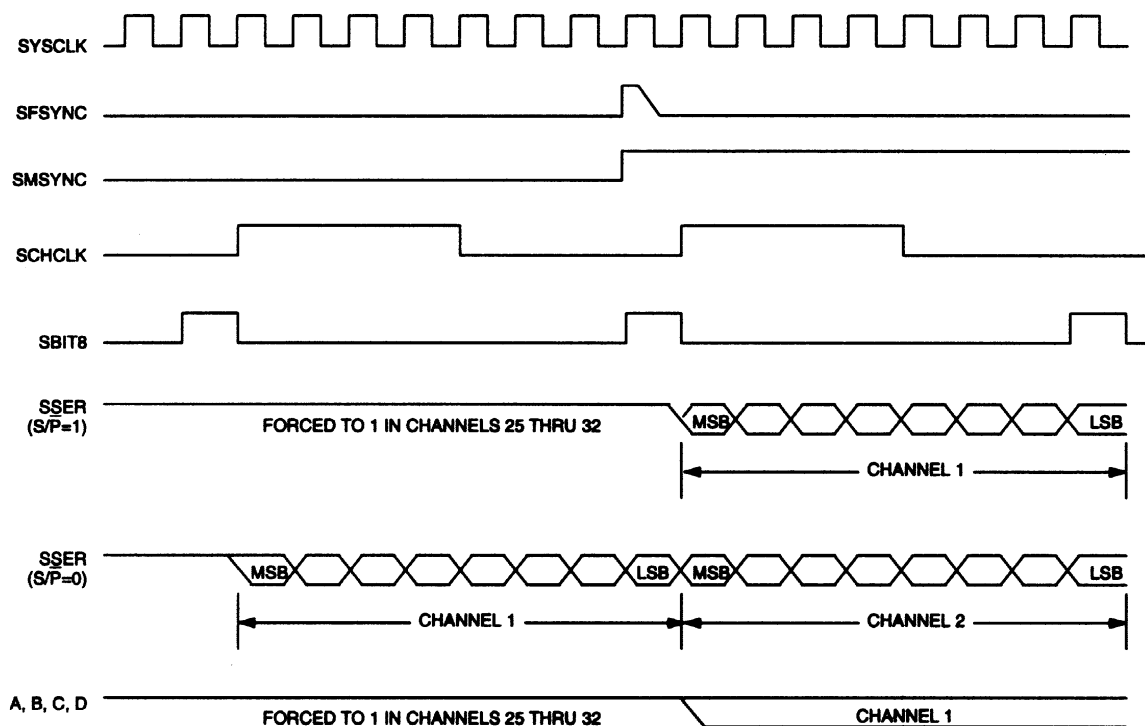 SYSCLK
SFSYNC
SMSYNC
SCHCLK
SBIT8
SSER
(S/P̅=1)
FORCED TO 1 IN CHANNELS 25 THRU 32
MSB
LSB
CHANNEL 1
SSER
(S/P̅=0)
MSB
LSB
MSB
LSB
CHANNEL 1
CHANNEL 2
A, B, C, D
FORCED TO 1 IN CHANNELS 25 THRU 32
CHANNEL 1